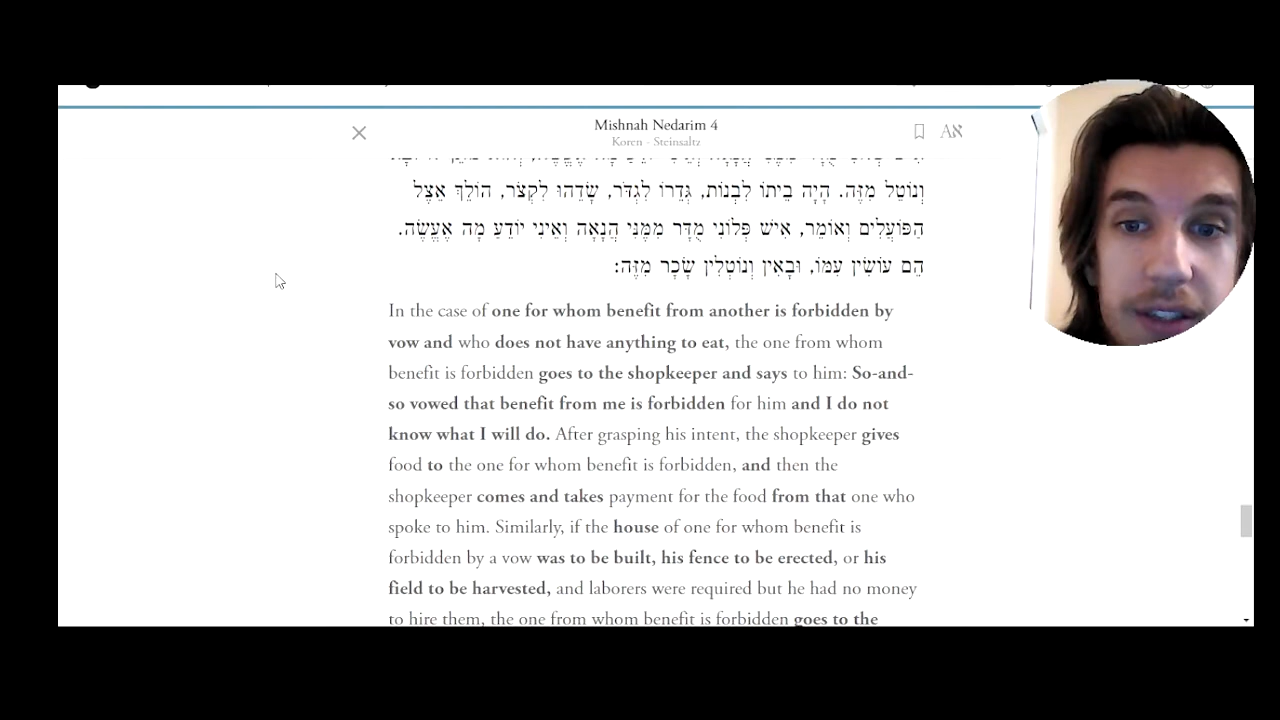 Mishnah Nedarim 4
Koren - Steinsaltz
וְנוֹטֵל מִזֶּה. הָיָה בֵיתוֹ לִבְנוֹת, גְּדֵרוֹ לִגְדֹּר, שָׂדֵהוּ לִקְצֹר, הוֹלֵךְ אֵצֶל
הַפּוֹעֲלִים וְאוֹמֵר, אִישׁ פְּלוֹנִי מֻדָּר מִמֶּנִּי הֲנָאָה וְאֵינִי יוֹדֵעַ מָה אֶעֱשֶׂה.
הֵם עוֹשִׂין עִמּוֹ, וּבָאִין וְנוֹטְלִין שָׂכָר מִזֶּה:
In the case of one for whom benefit from another is forbidden by
vow and who does not have anything to eat, the one from whom
benefit is forbidden goes to the shopkeeper and says to him: So-and-
so vowed that benefit from me is forbidden for him and I do not
know what I will do. After grasping his intent, the shopkeeper gives
food to the one for whom benefit is forbidden, and then the
shopkeeper comes and takes payment for the food from that one who
spoke to him. Similarly, if the house of one for whom benefit is
forbidden by a vow was to be built, his fence to be erected, or his
field to be harvested, and laborers were required but he had no money
to hire them, the one from whom benefit is forbidden goes to the